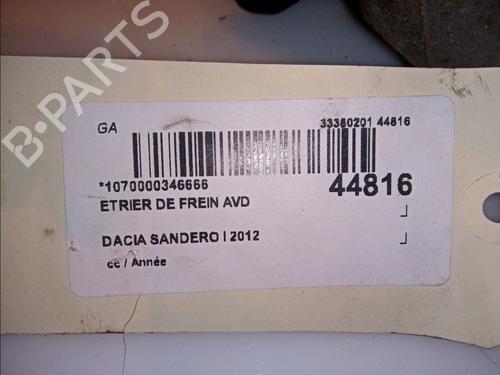 B-PARTS
GA
33360201 44816
*1070000346666
44816
ETRIER DE FREIN AVD
DACIA SANDERO I 2012
cc / Année